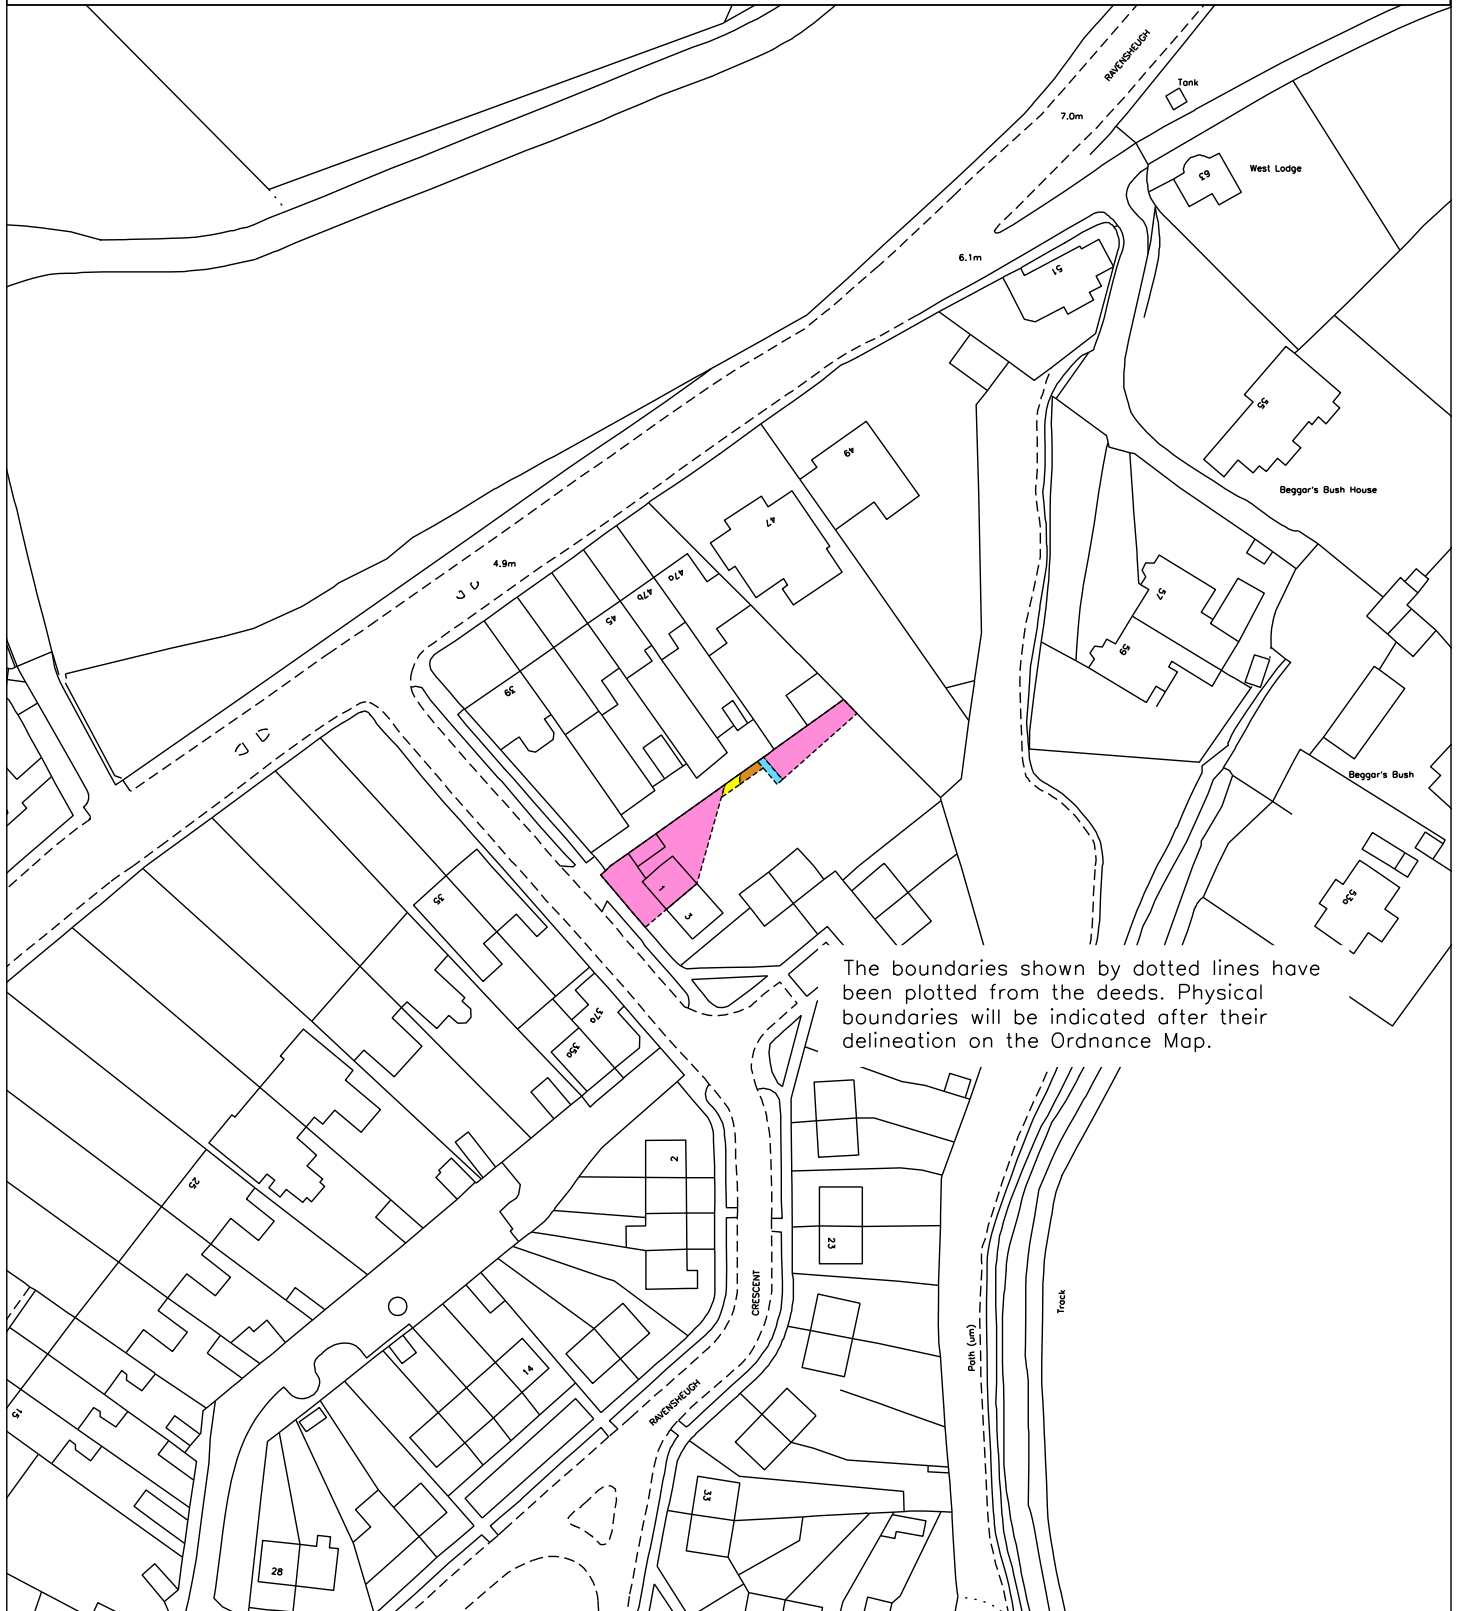 RAVENSHEUGH
Tank
7.0m
63
West Lodge
6.1m
51
55
49
Beggar's Bush House
47
4.9m
47a
47b
45
57
59
39
Beggar's Bush
1
3
35
53a
The boundaries shown by dotted lines have
been plotted from the deeds. Physical
boundaries will be indicated after their
delineation on the Ordnance Map.
37a
35a
2
25
23
CRESCENT
Track
Path (um)
14
RAVENSHEUGH
15
33
28